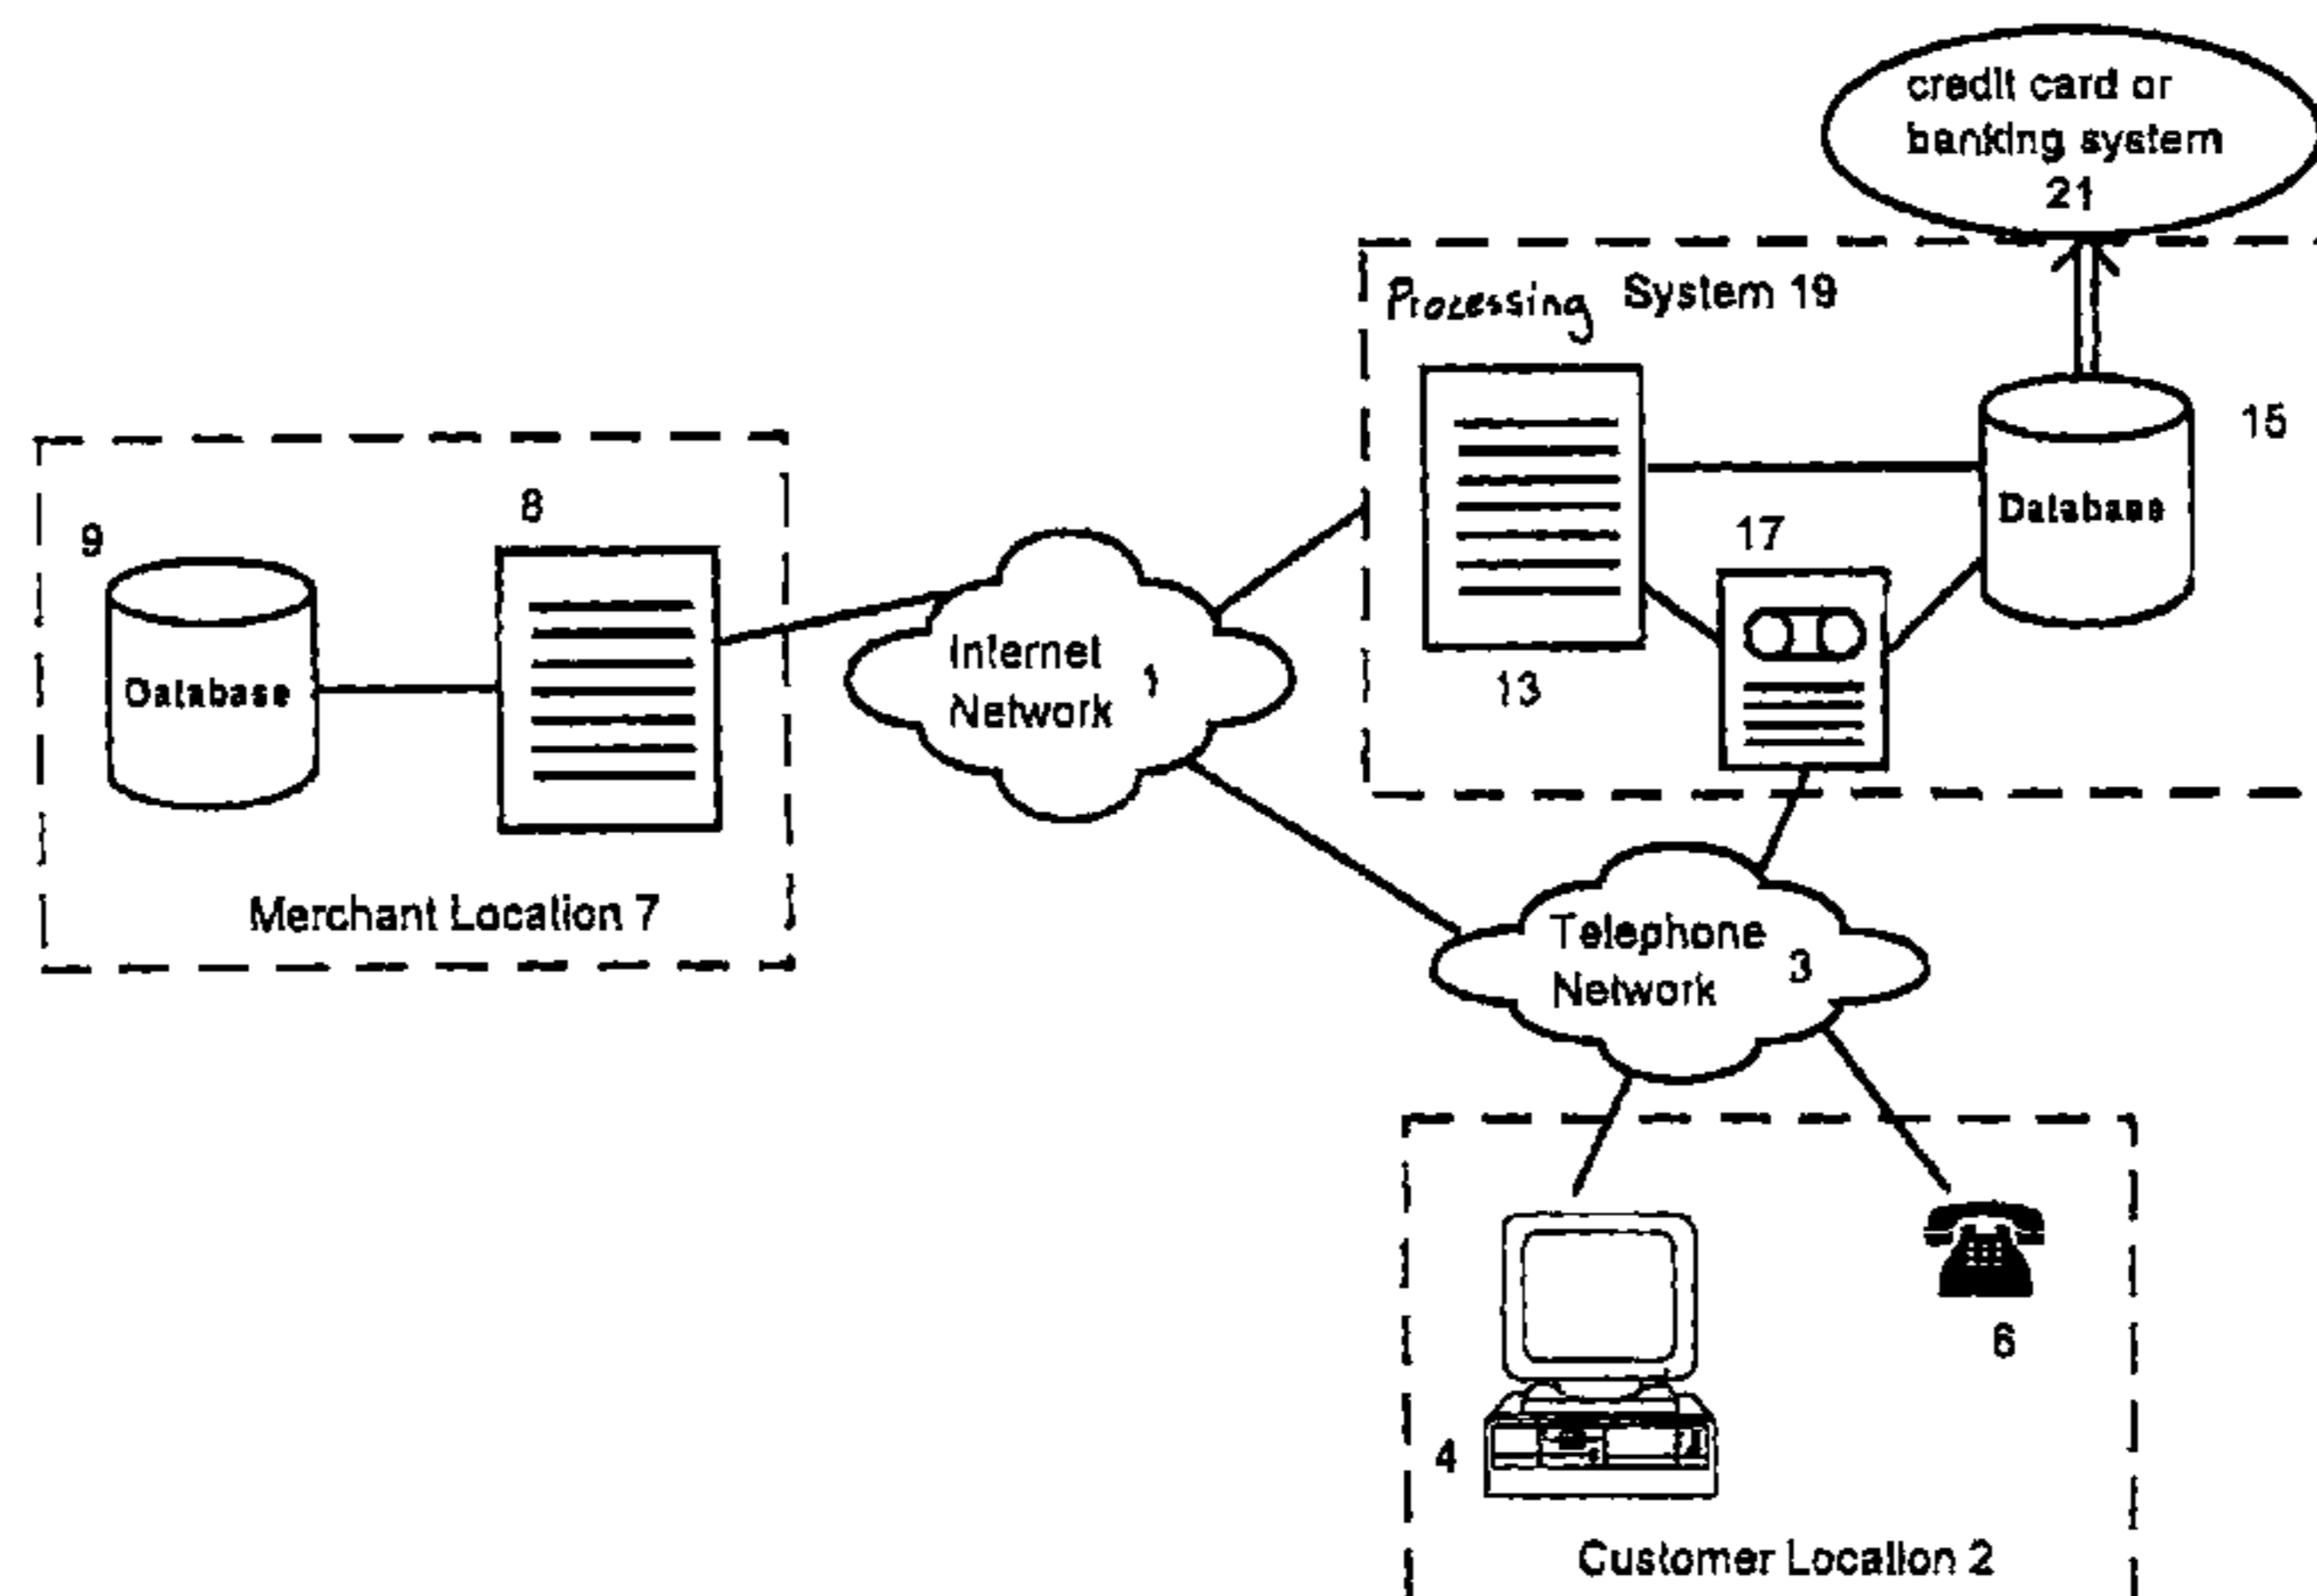 credit card or
banking system
21
Processing System 19
15
Database
17
13
9
8
Database
Merchant Location 7
Internet
Network 1
Telephone
Network 3
6
4
Customer Location 2